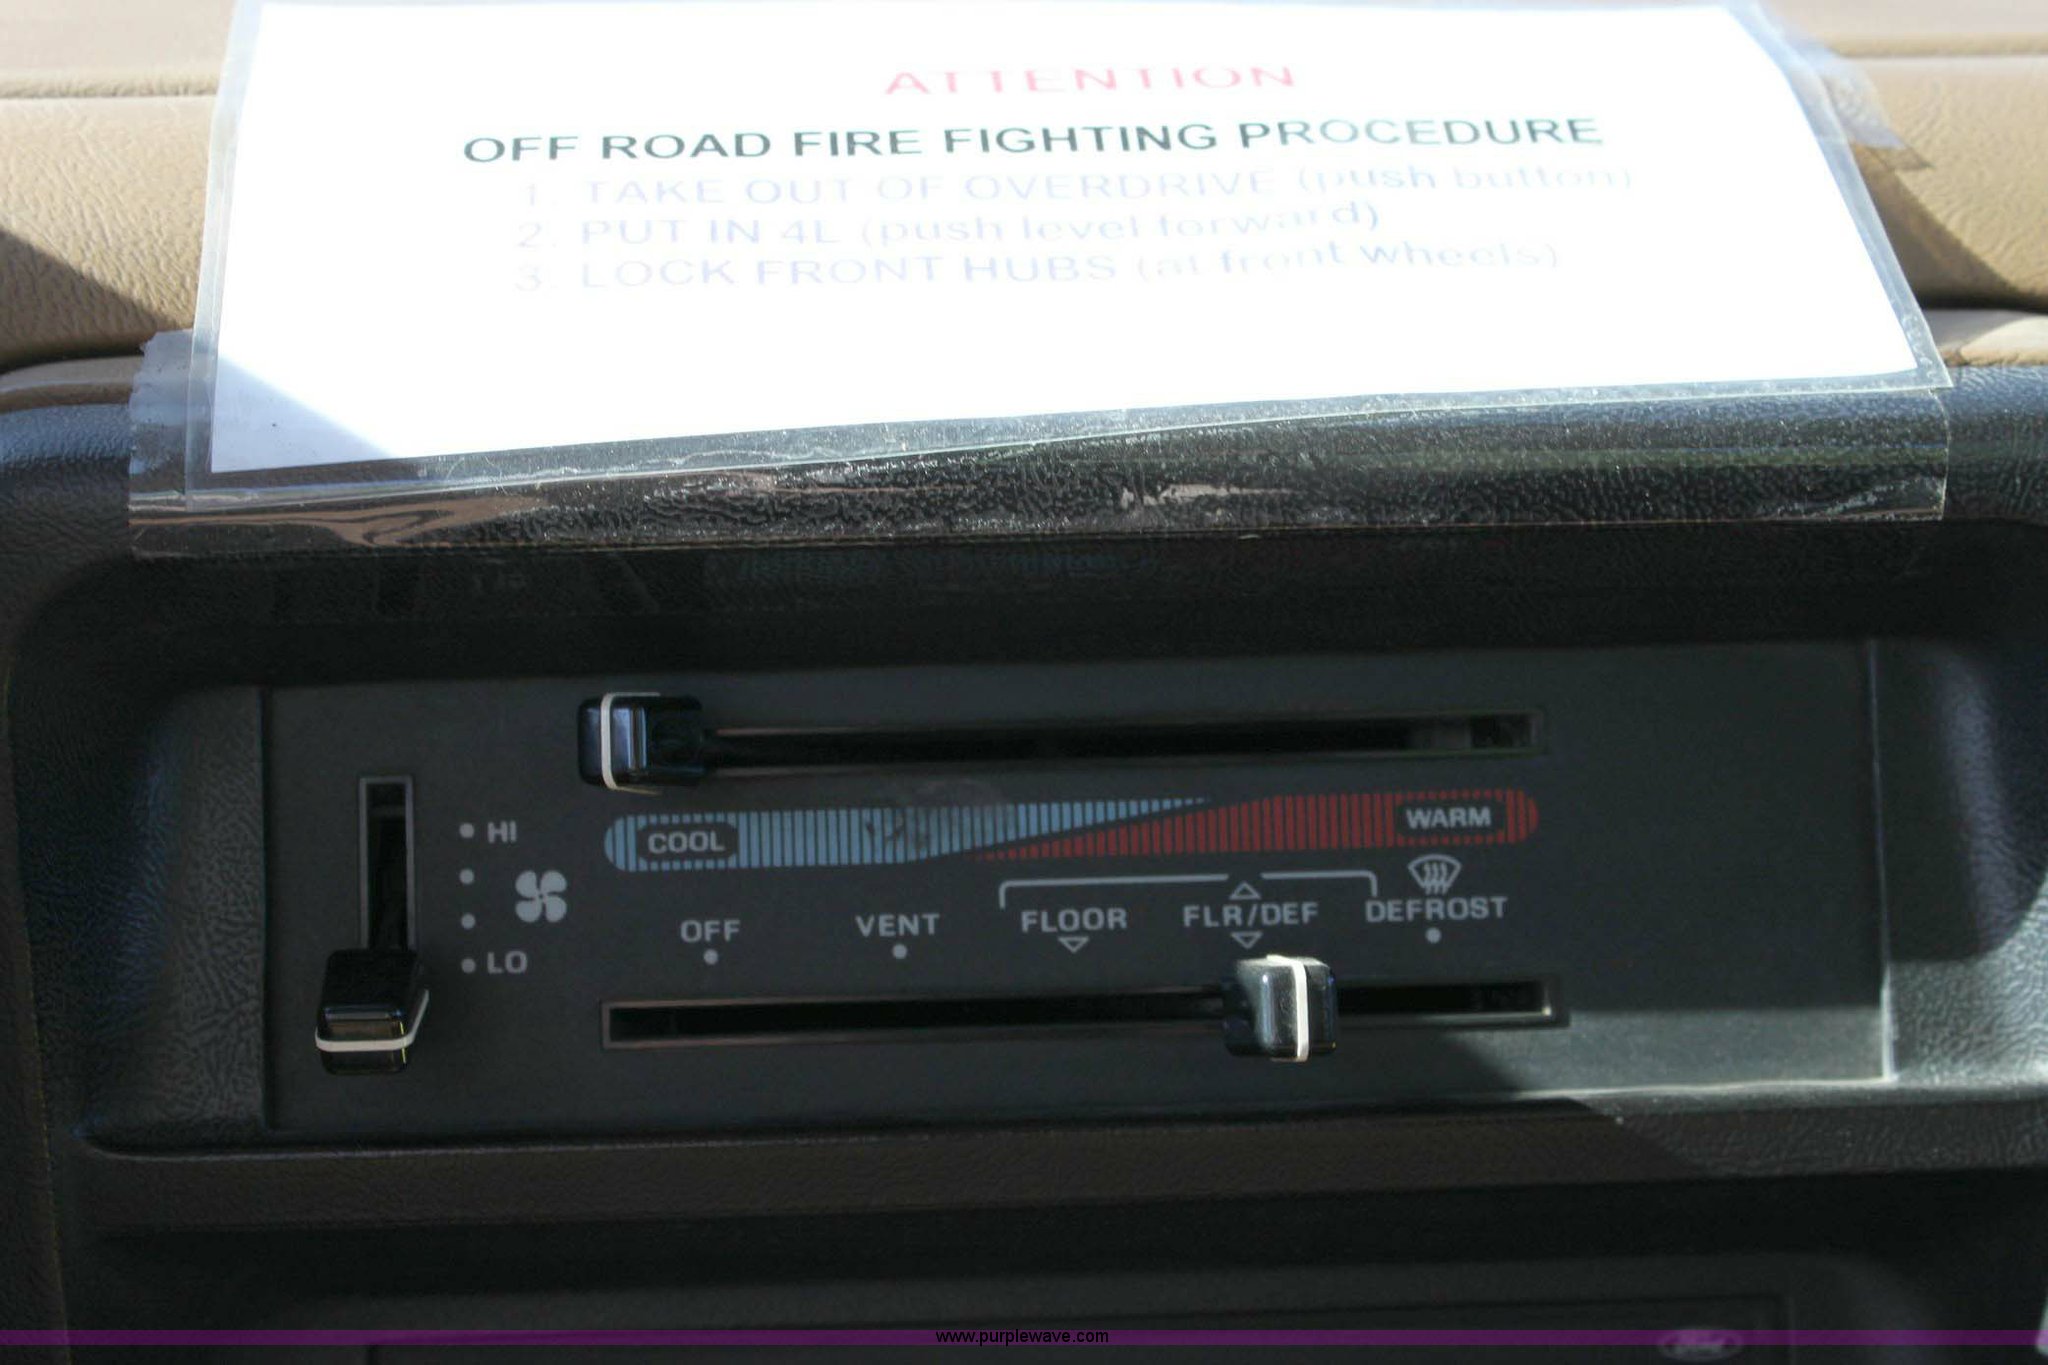 ATTENTION
OFF ROAD FIRE FIGHTING PROCEDURE
1. TAKE OUT OF OVERDRIVE (push button)
2. PUT IN 4L (push level forward)
3. LOCK FRONT HUBS (at front wheels)
HI
LO
COOL
WARM
OFF
VENT
FLOOR
FLR/DEF
DEFROST
www.purplewave.com
Ford